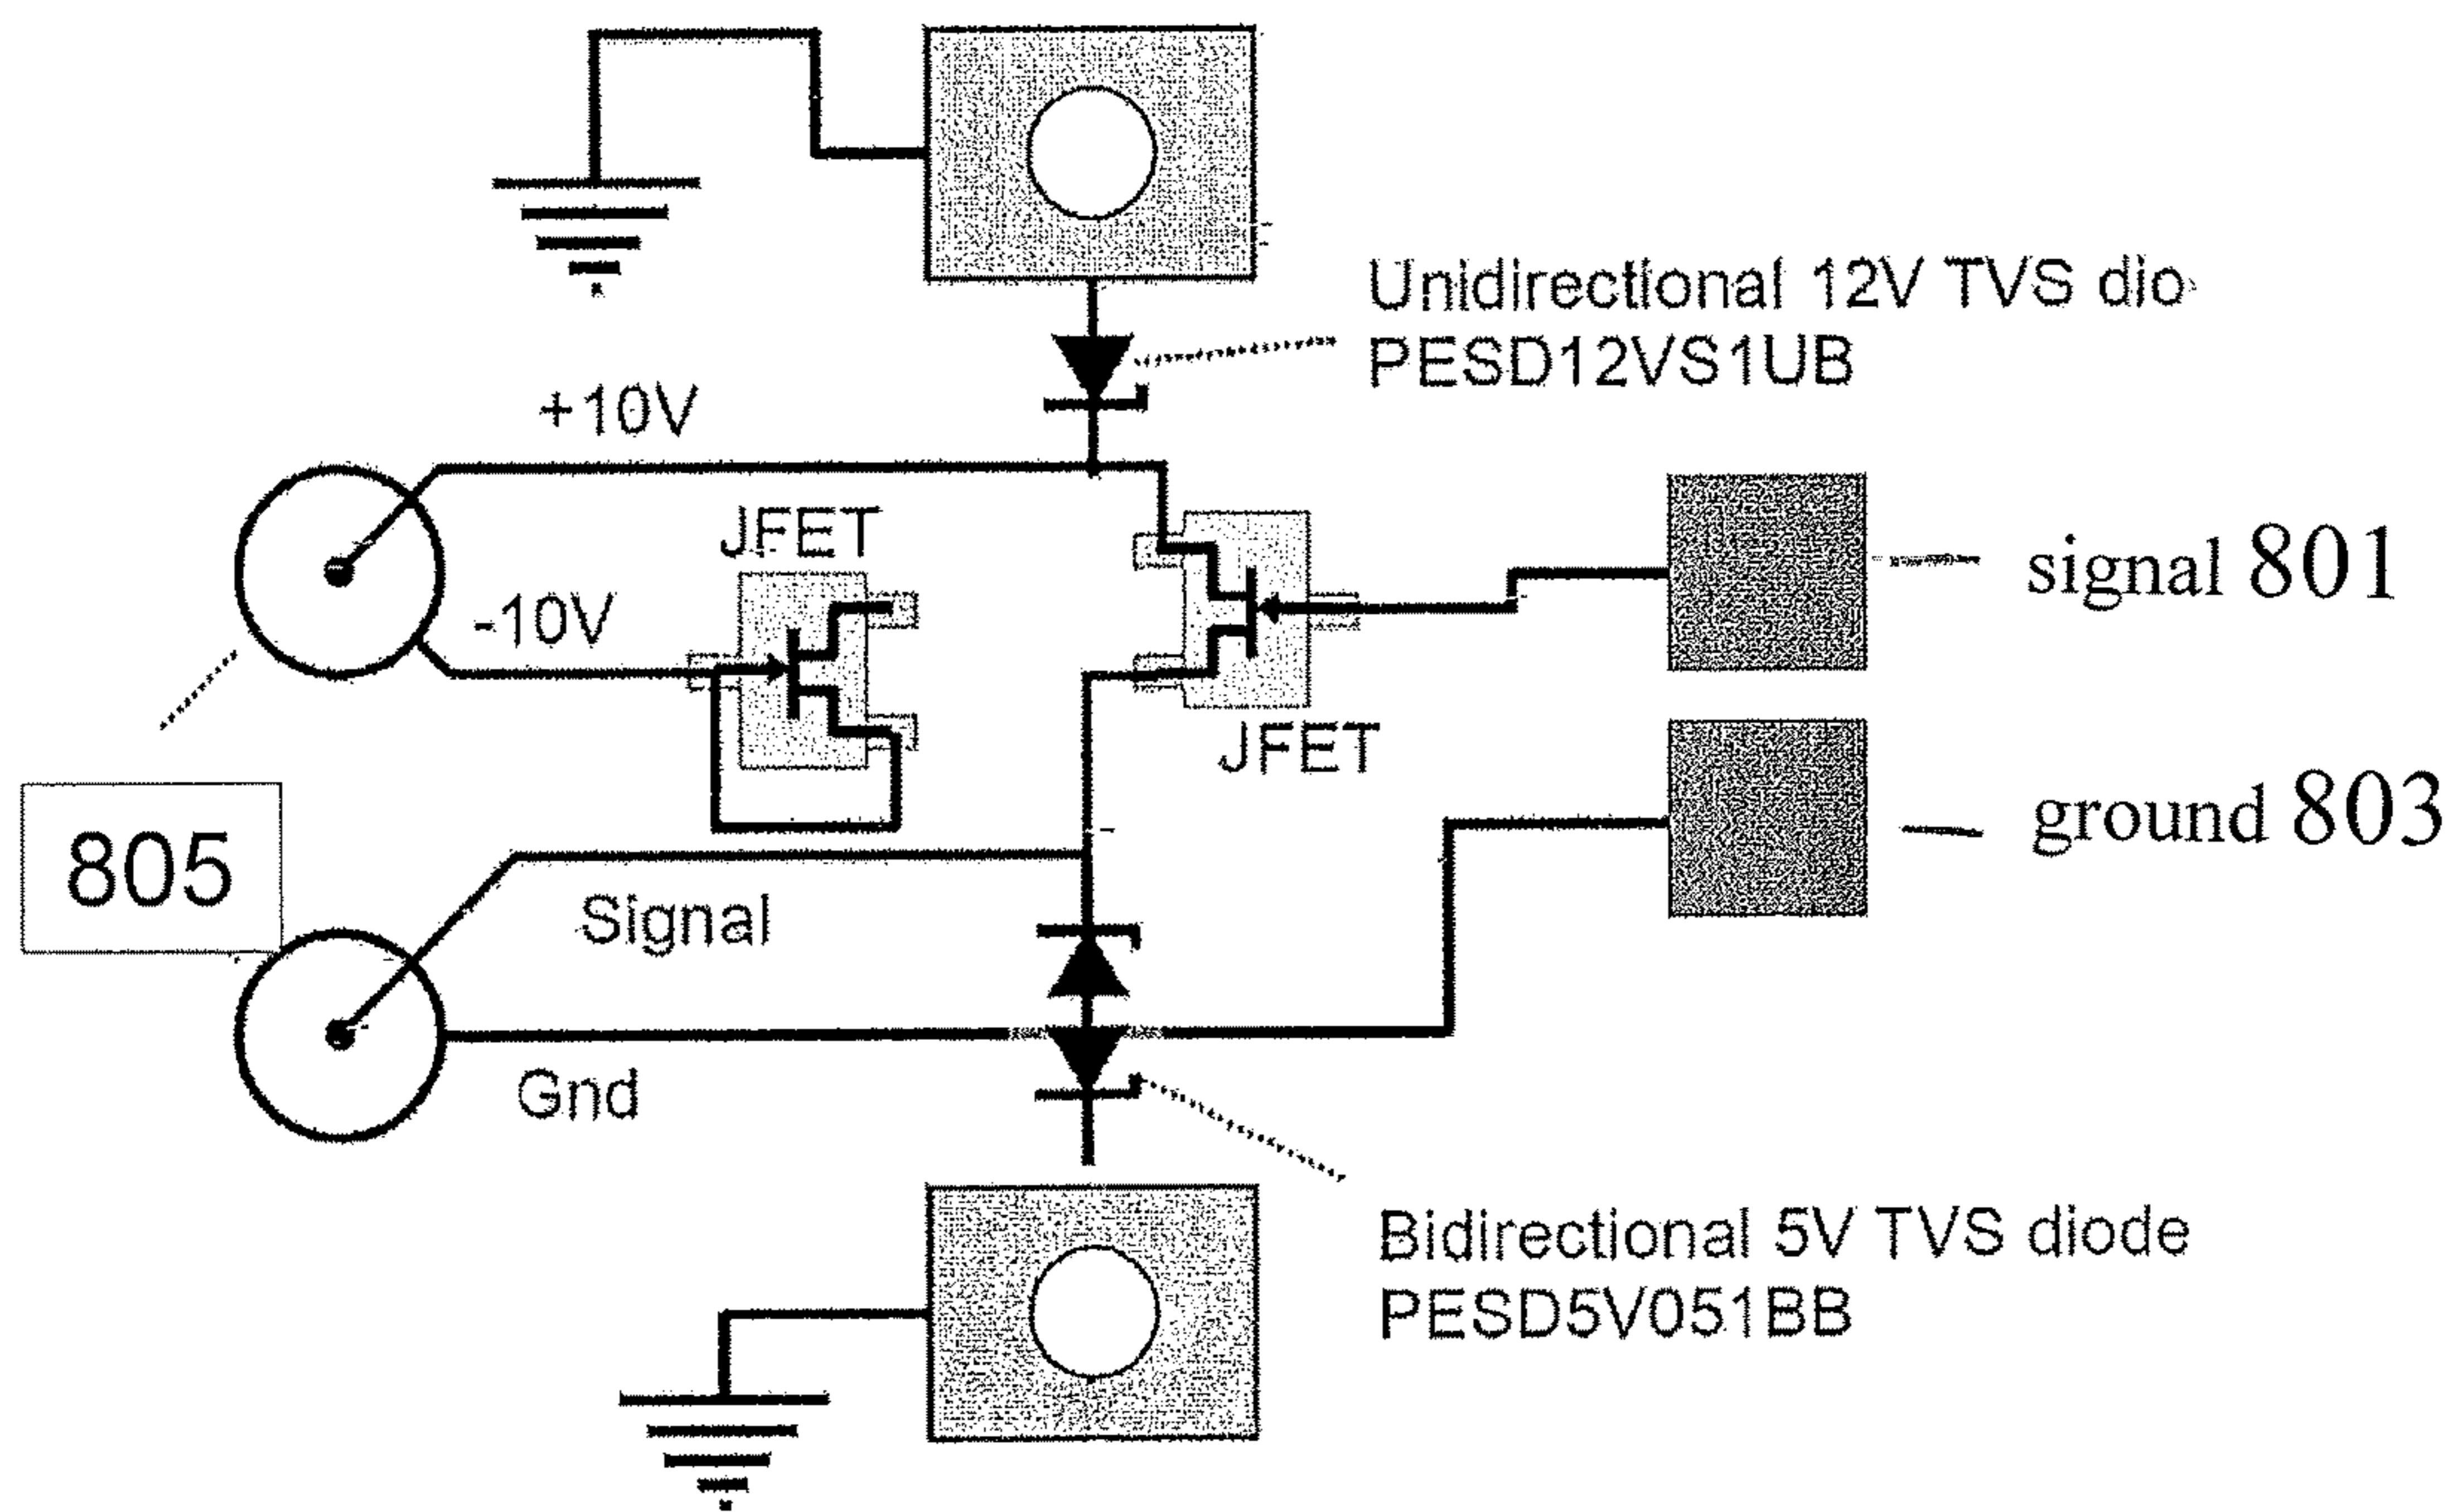 Unidirectional 12V TVS dio
PESD12VS1UB
+10V
JFET
signal 801
-10V
JFET
ground 803
805
Signal
Gnd
Bidirectional 5V TVS diode
PESD5V051BB